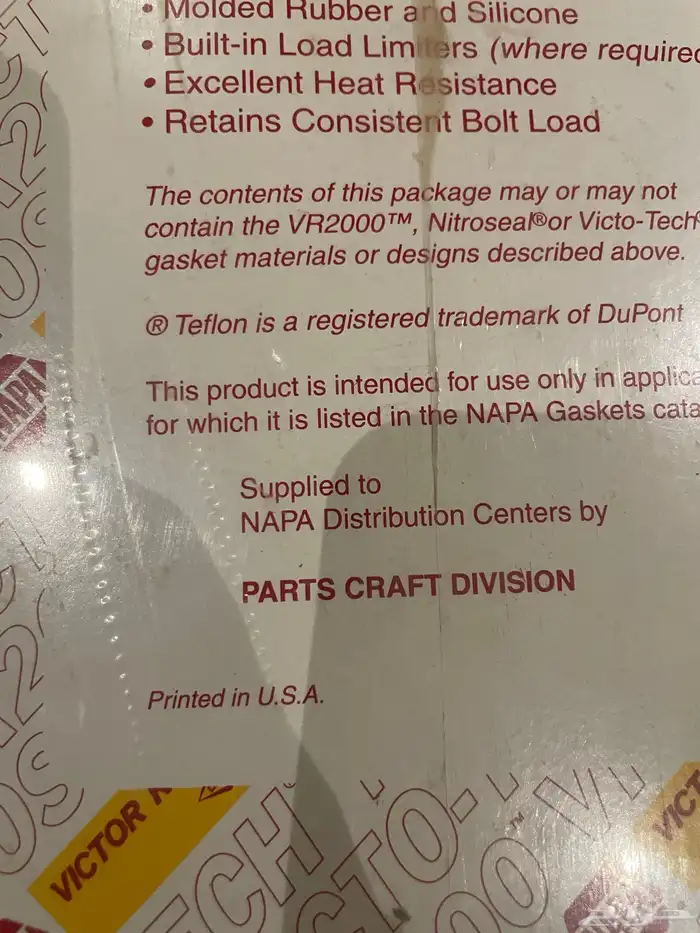 • Molded Rubber and Silicone
• Built-in Load Limiters (where required
• Excellent Heat Resistance
• Retains Consistent Bolt Load
The contents of this package may or may not
contain the VR2000™, Nitroseal® or Victo-Tech®
gasket materials or designs described above.
® Teflon is a registered trademark of DuPont
This product is intended for use only in applica
for which it is listed in the NAPA Gaskets cata
NAPA
Supplied to
NAPA Distribution Centers by
PARTS CRAFT DIVISION
Printed in U.S.A.
VICTOR R
ECH
CTO-
VICT